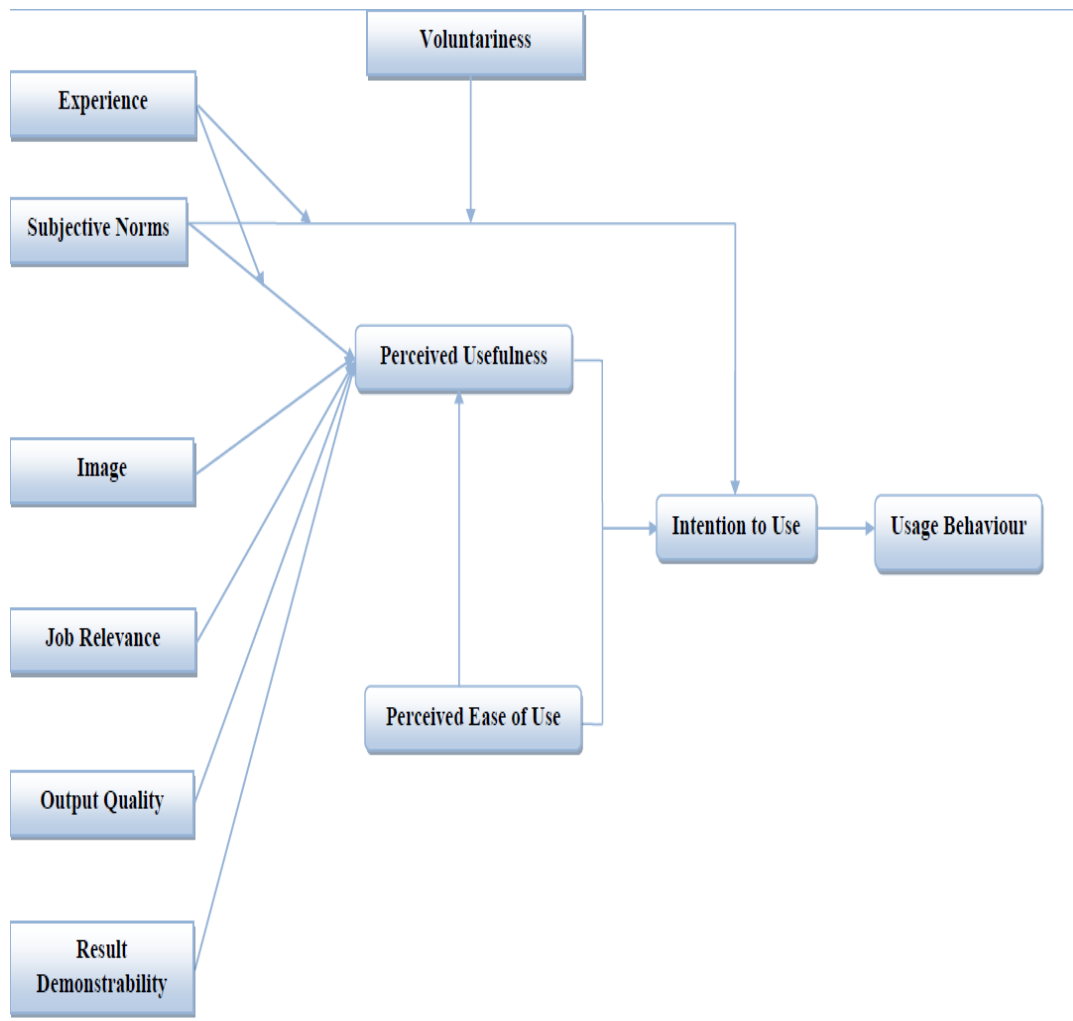 Voluntariness
Experience
Subjective Norms
Perceived Usefulness
Image
Intention to Use
Usage Behaviour
Job Relevance
Perceived Ease of Use
Output Quality
Result
Demonstrability